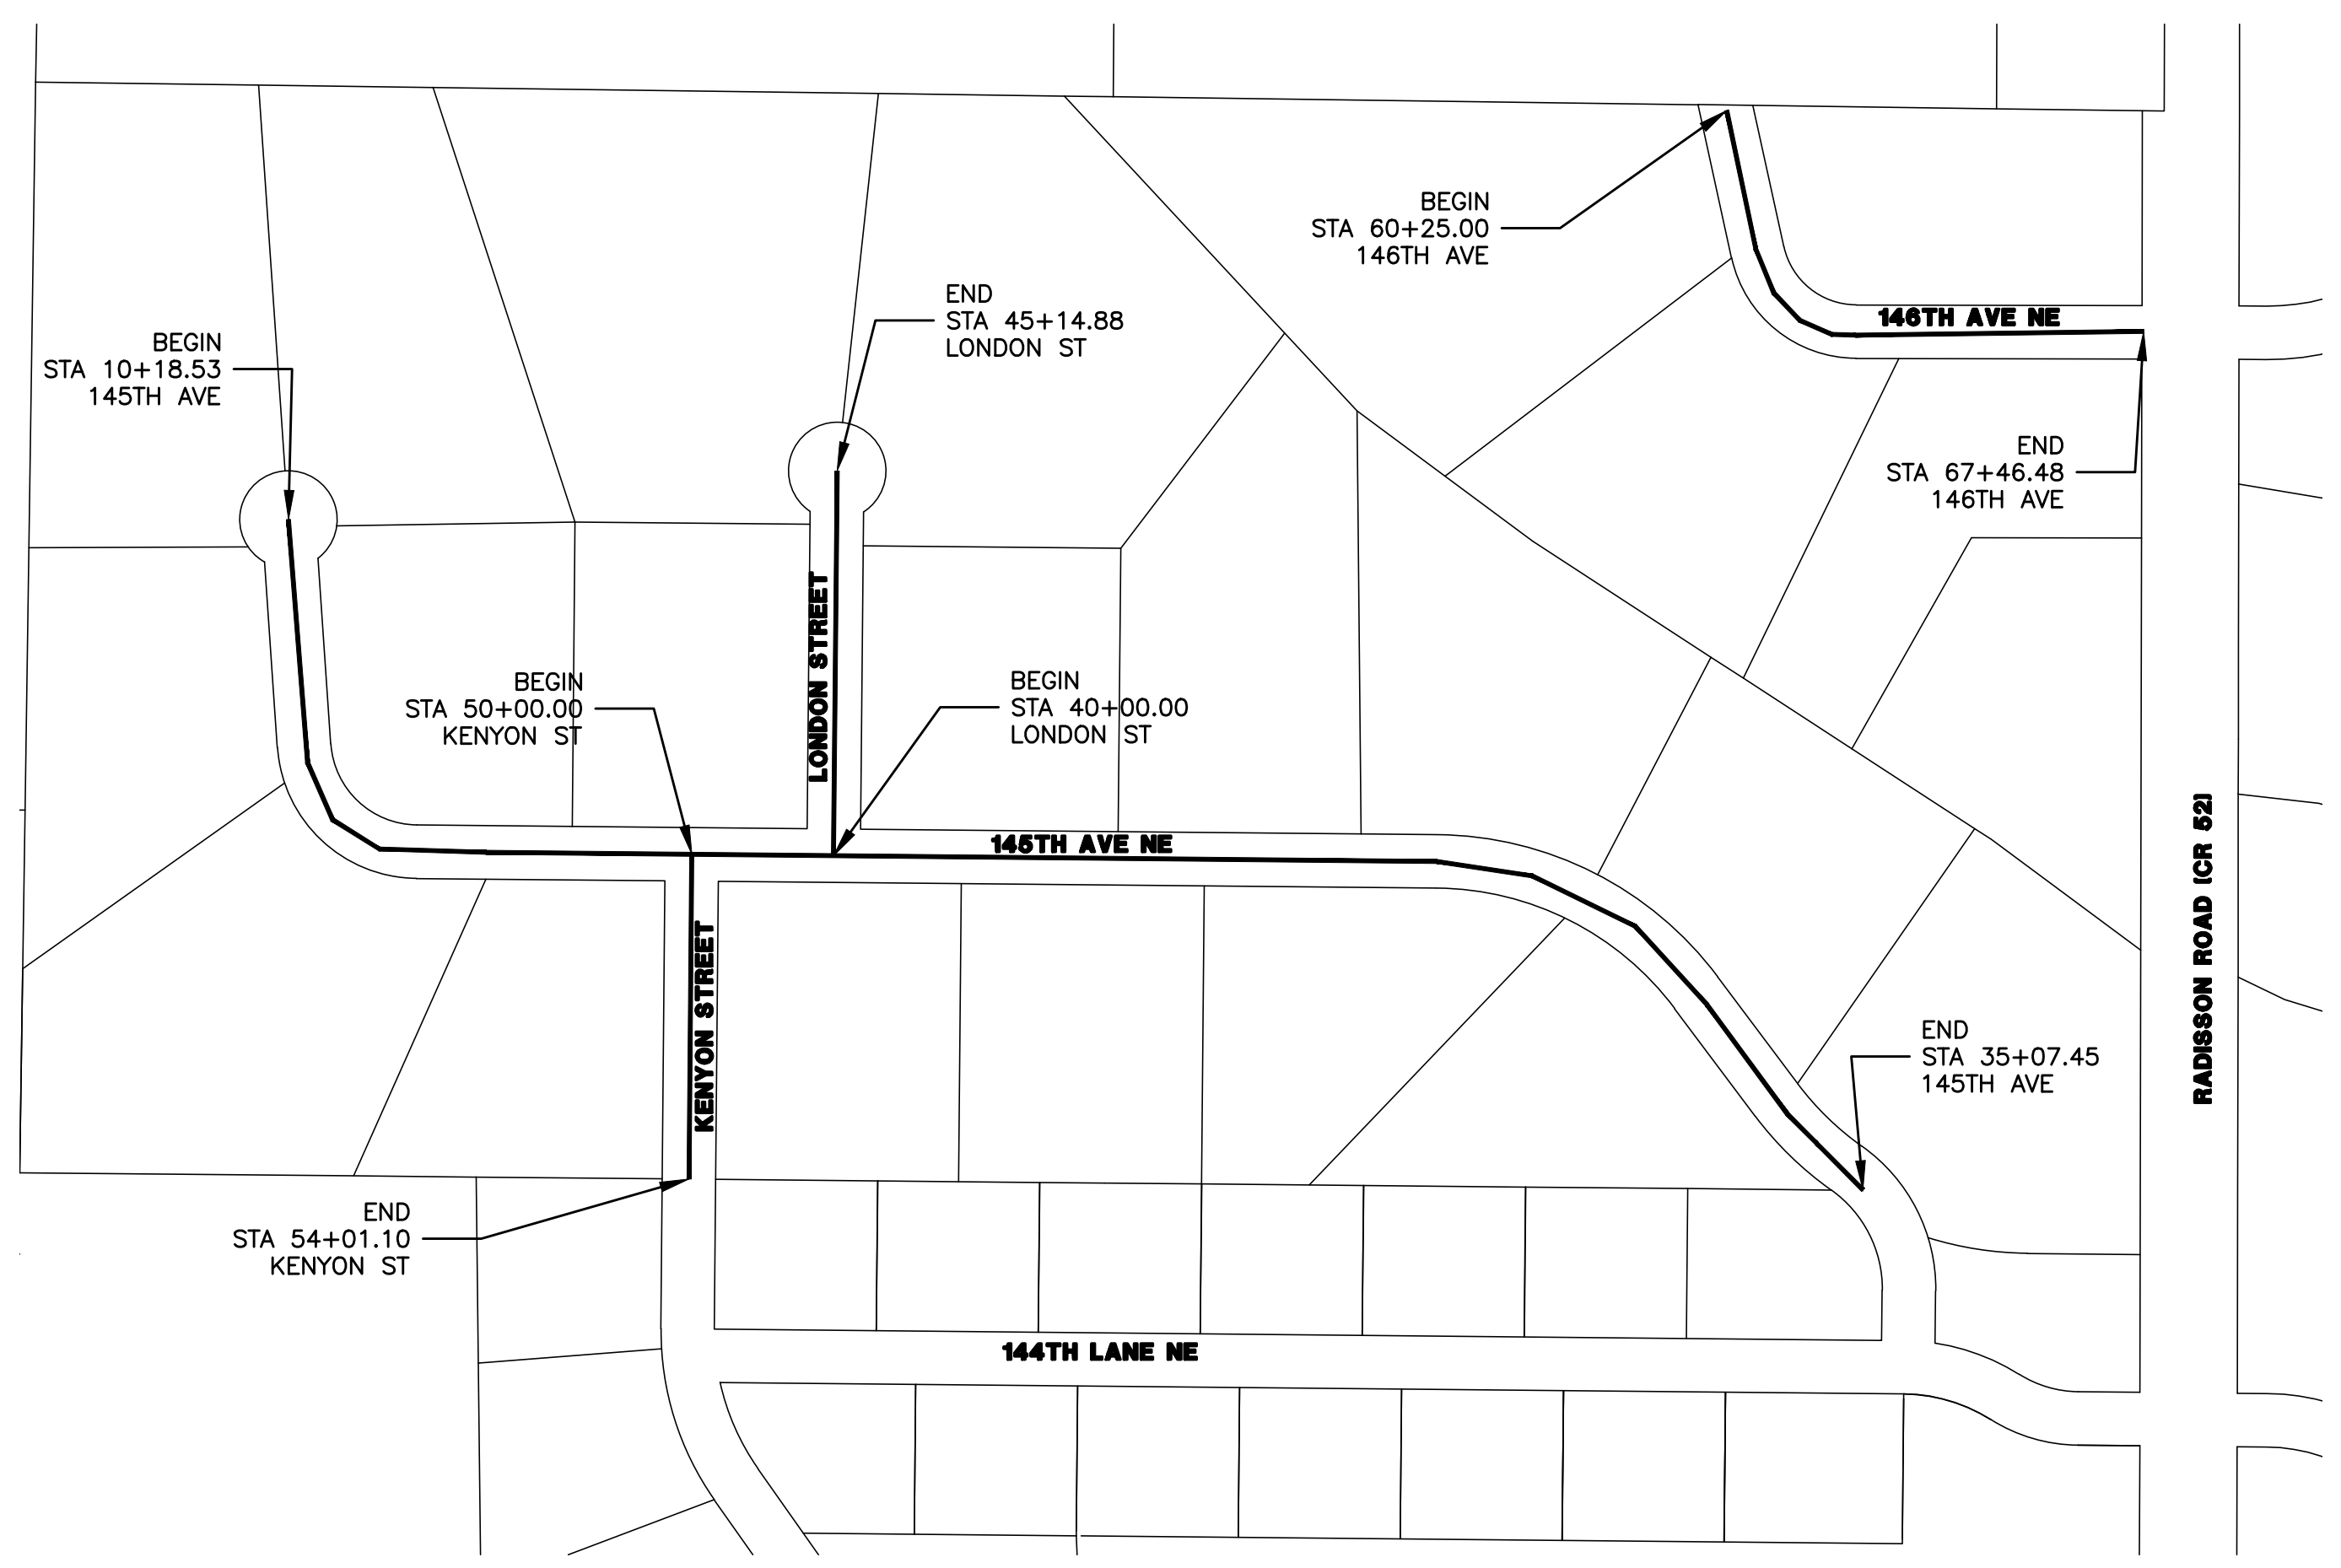 BEGIN
STA 60+25.00
146TH AVE
END
STA 45+14.88
LONDON ST
146TH AVE NE
BEGIN
STA 10+18.53
145TH AVE
END
STA 67+46.48
146TH AVE
LONDON STREET
BEGIN
STA 50+00.00
KENYON ST
BEGIN
STA 40+00.00
LONDON ST
145TH AVE NE
RADISSON ROAD (CR 52)
KENYON STREET
END
STA 35+07.45
145TH AVE
END
STA 54+01.10
KENYON ST
144TH LANE NE